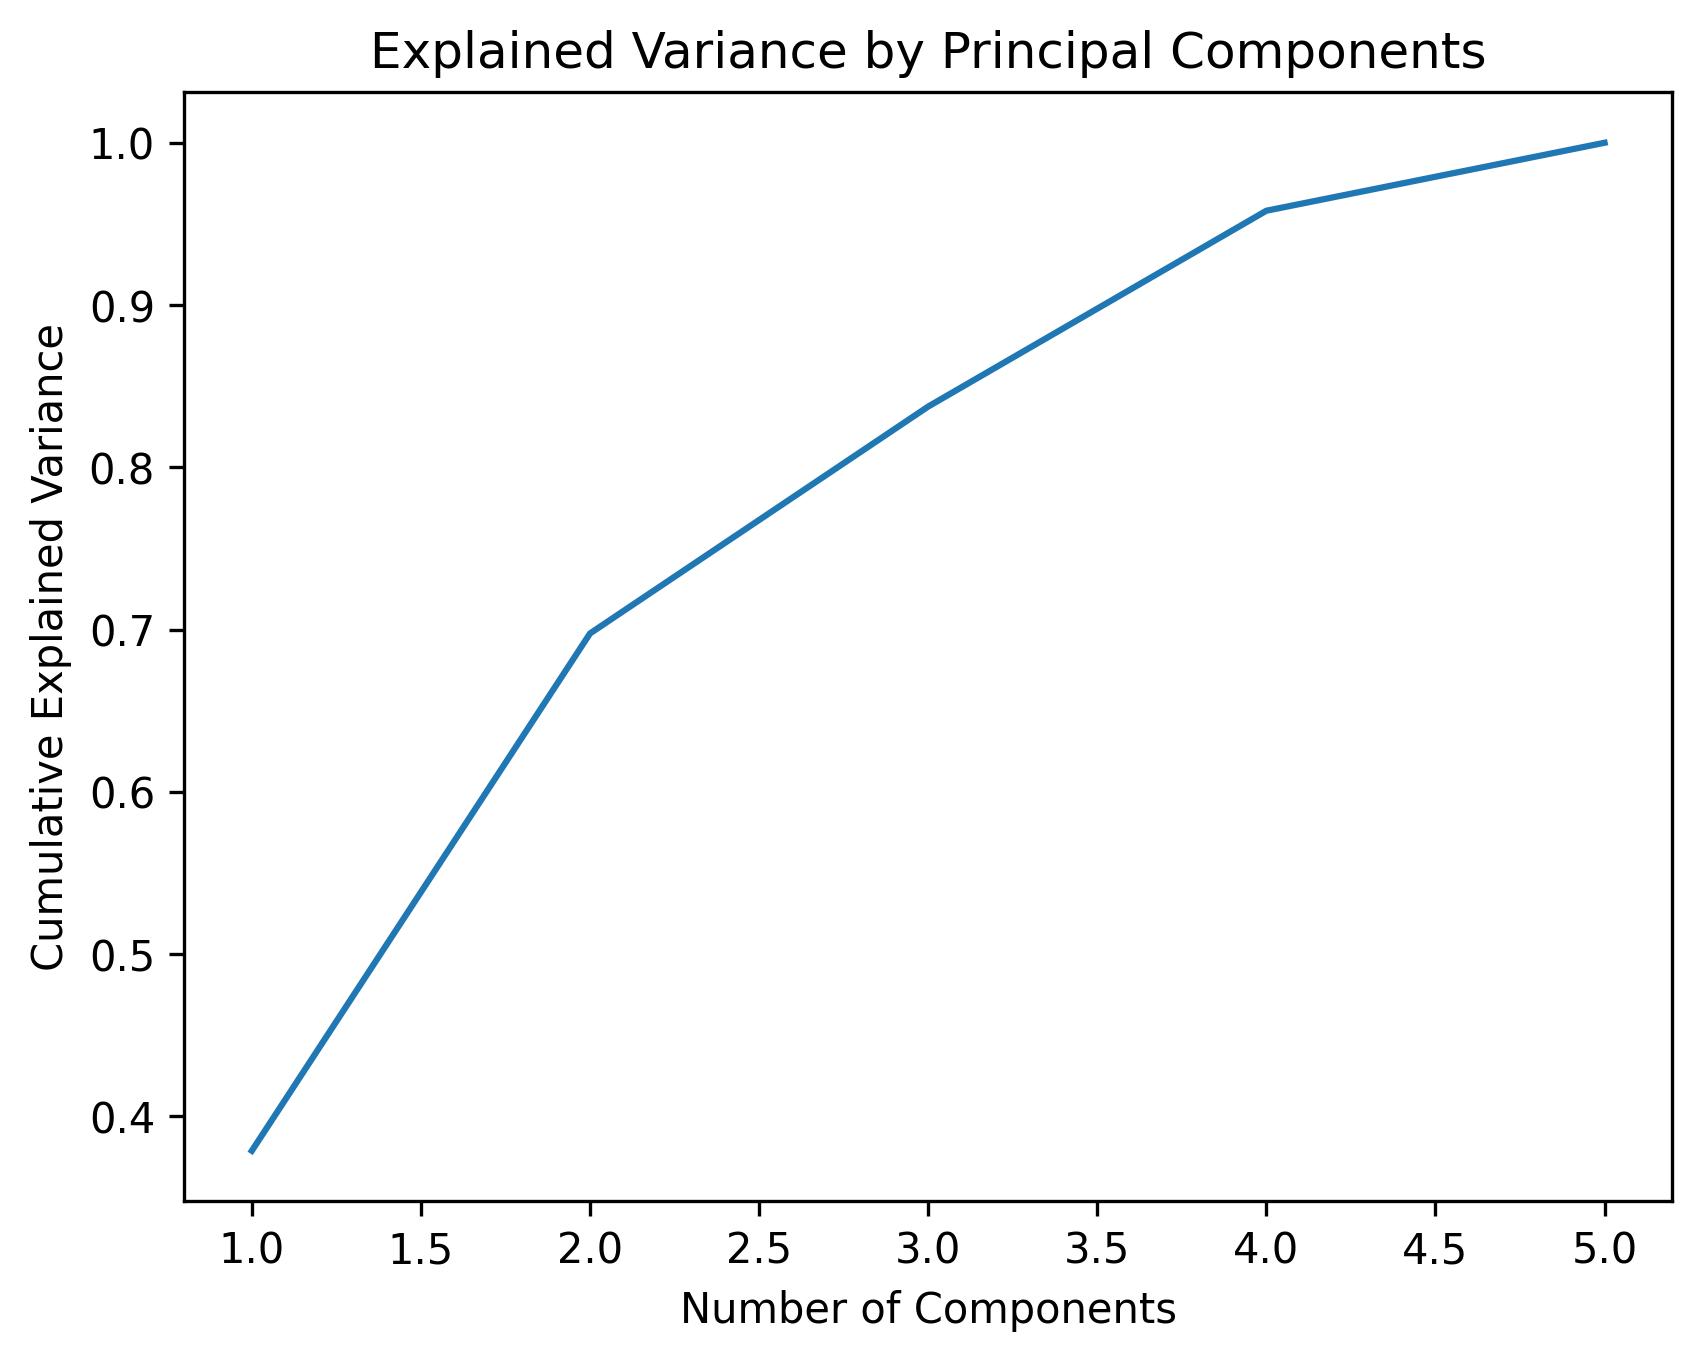 Explained Variance by Principal Components
1.0
0.9
0.8
0.7
0.6
0.5
0.4
Cumulative Explained Variance
1.0 1.5 2.0 2.5 3.0 3.5 4.0 4.5 5.0
Number of Components